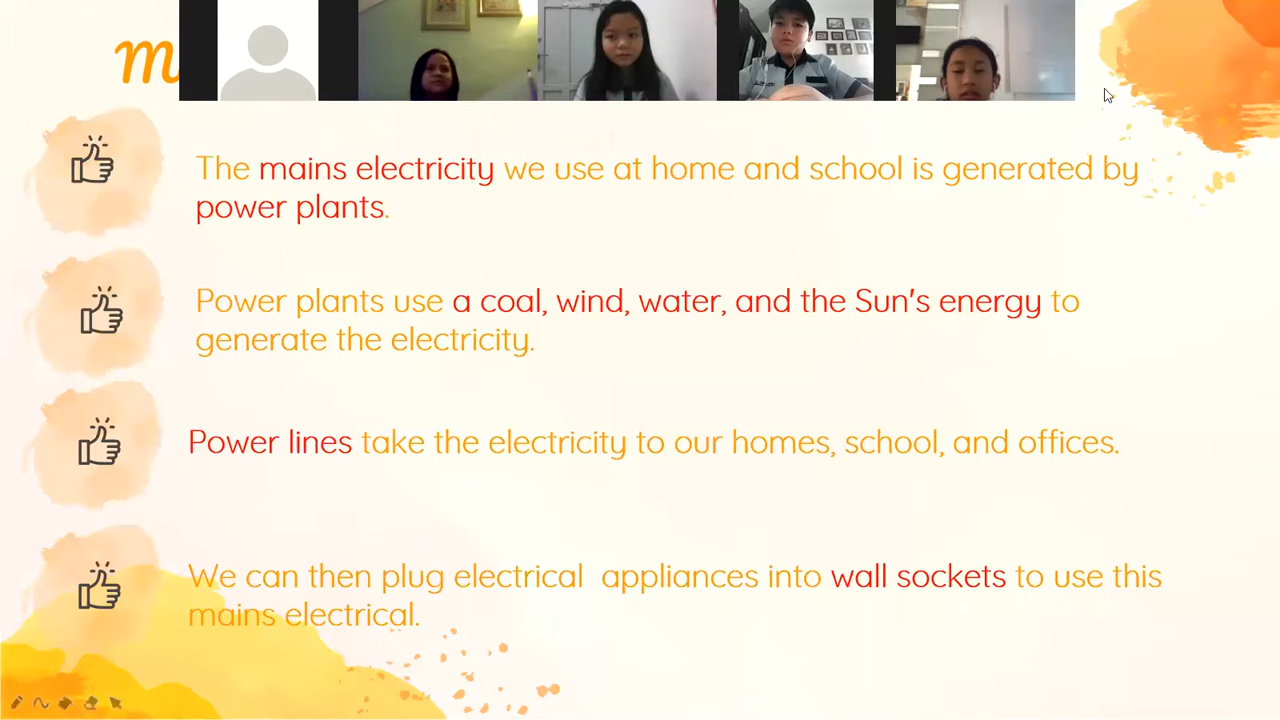 The mains electricity we use at home and school is generated by
power plants.
Power plants use a coal, wind, water, and the Sun's energy to
generate the electricity.
Power lines take the electricity to our homes, school, and offices.
We can then plug electrical appliances into wall sockets to use this
mains electrical.